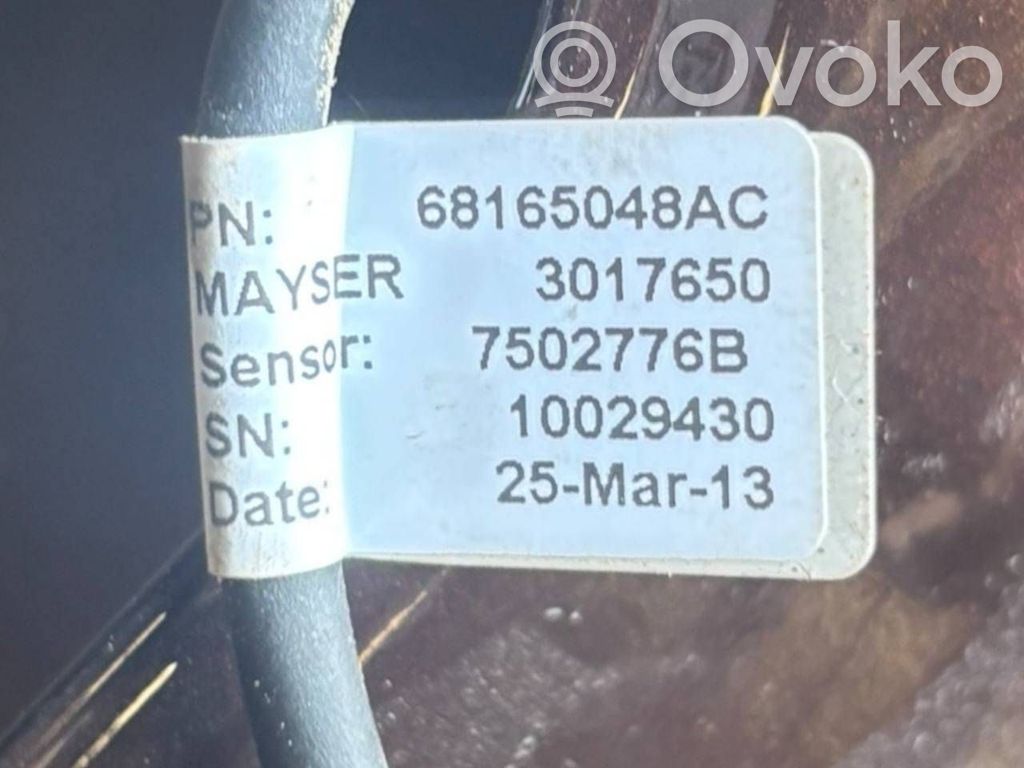 Ovoko
PN: 68165048AC
MAYSER 3017650
Sensor: 7502776B
SN: 10029430
Date: 25-Mar-13